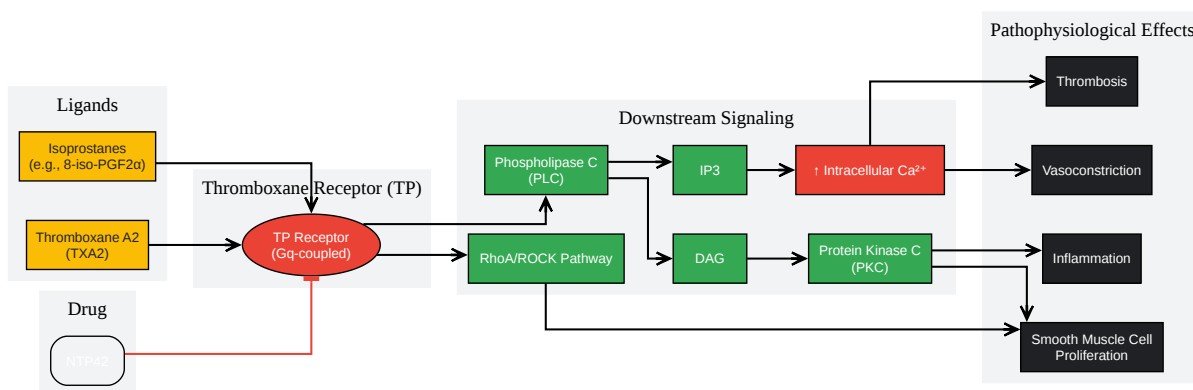 Pathophysiological Effects
Thrombosis
Ligands
Downstream Signaling
Isoprostanes
(e.g., 8-iso-PGF2α)
Phospholipase C
(PLC)
IP3
↑ Intracellular Ca²⁺
Vasoconstriction
Thromboxane Receptor (TP)
Thromboxane A2
(TXA2)
TP Receptor
(Gq-coupled)
RhoA/ROCK Pathway
DAG
Protein Kinase C
(PKC)
Inflammation
Drug
NTP42
Smooth Muscle Cell
Proliferation